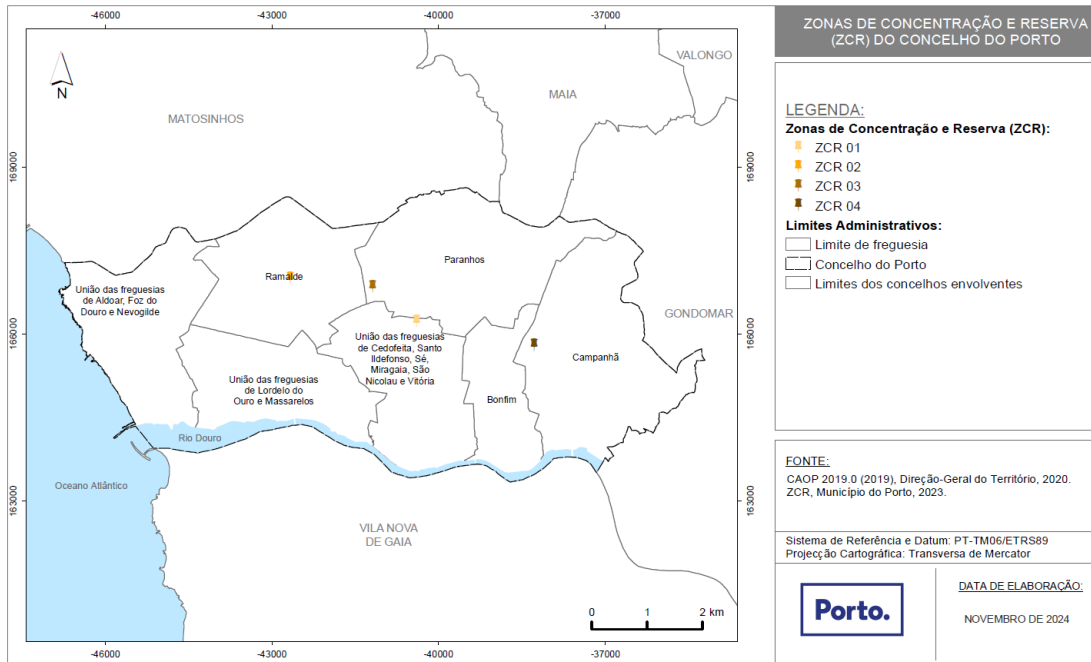 -46000
-43000
-40000
-37000
ZONAS DE CONCENTRAÇÃO E RESERVA
(ZCR) DO CONCELHO DO PORTO
N
MATOSINHOS
MAIA
VALONGO
GONDOMAR
VILA NOVA
DE GAIA
169000
166000
163000
169000
166000
163000
União das freguesias
de Aldoar, Foz do
Douro e Nevogilde
Ramalde
Paranhos
União das freguesias
de Cedofeita, Santo
Ildefonso, Sé,
Miragaia, São
Nicolau e Vitória
União das freguesias
de Lordelo do
Ouro e Massarelos
Bonfim
Campanhã
Rio Douro
Oceano Atlântico
0 1 2 km
-46000
-43000
-40000
-37000
LEGENDA:
Zonas de Concentração e Reserva (ZCR):
ZCR 01
ZCR 02
ZCR 03
ZCR 04
Limites Administrativos:
Limite de freguesia
Concelho do Porto
Limites dos concelhos envolventes
FONTE:
CAOP 2019.0 (2019), Direção-Geral do Território, 2020.
ZCR, Município do Porto, 2023.
Sistema de Referência e Datum: PT-TM06/ETRS89
Projecção Cartográfica: Transversa de Mercator
Porto.
DATA DE ELABORAÇÃO:
NOVEMBRO DE 2024